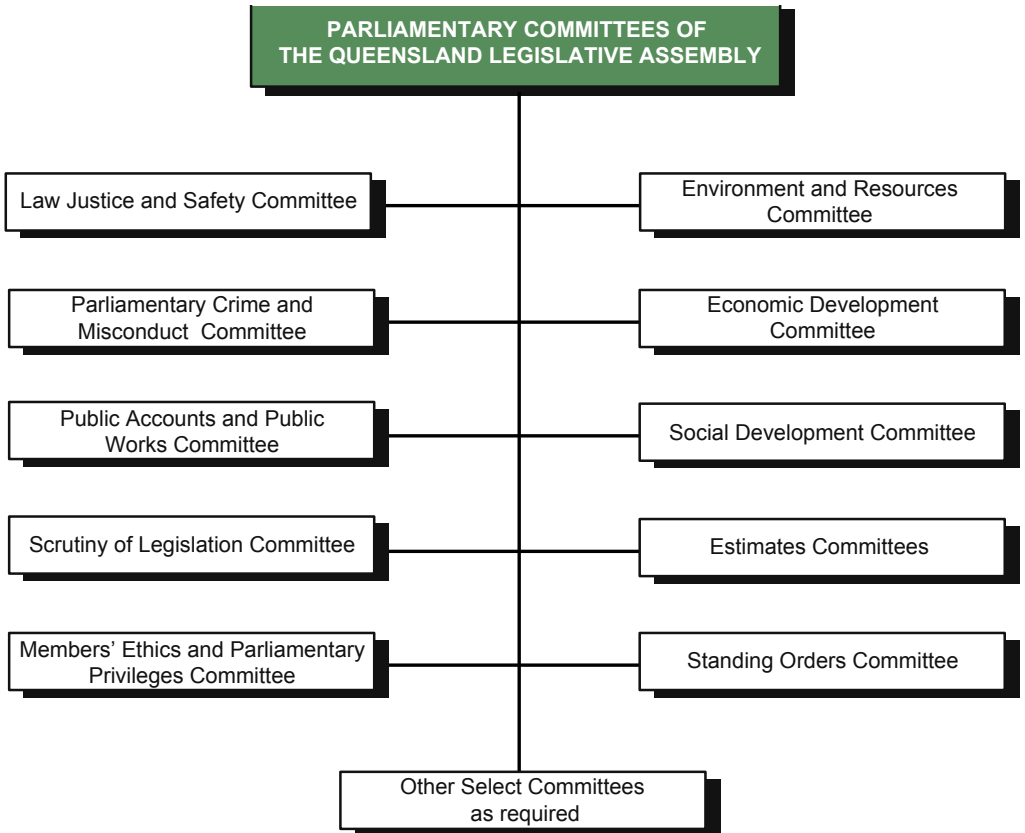 PARLIAMENTARY COMMITTEES OF
THE QUEENSLAND LEGISLATIVE ASSEMBLY
Law Justice and Safety Committee
Environment and Resources
Committee
Parliamentary Crime and
Misconduct Committee
Economic Development
Committee
Public Accounts and Public
Works Committee
Social Development Committee
Scrutiny of Legislation Committee
Estimates Committees
Members’ Ethics and Parliamentary
Privileges Committee
Standing Orders Committee
Other Select Committees
as required